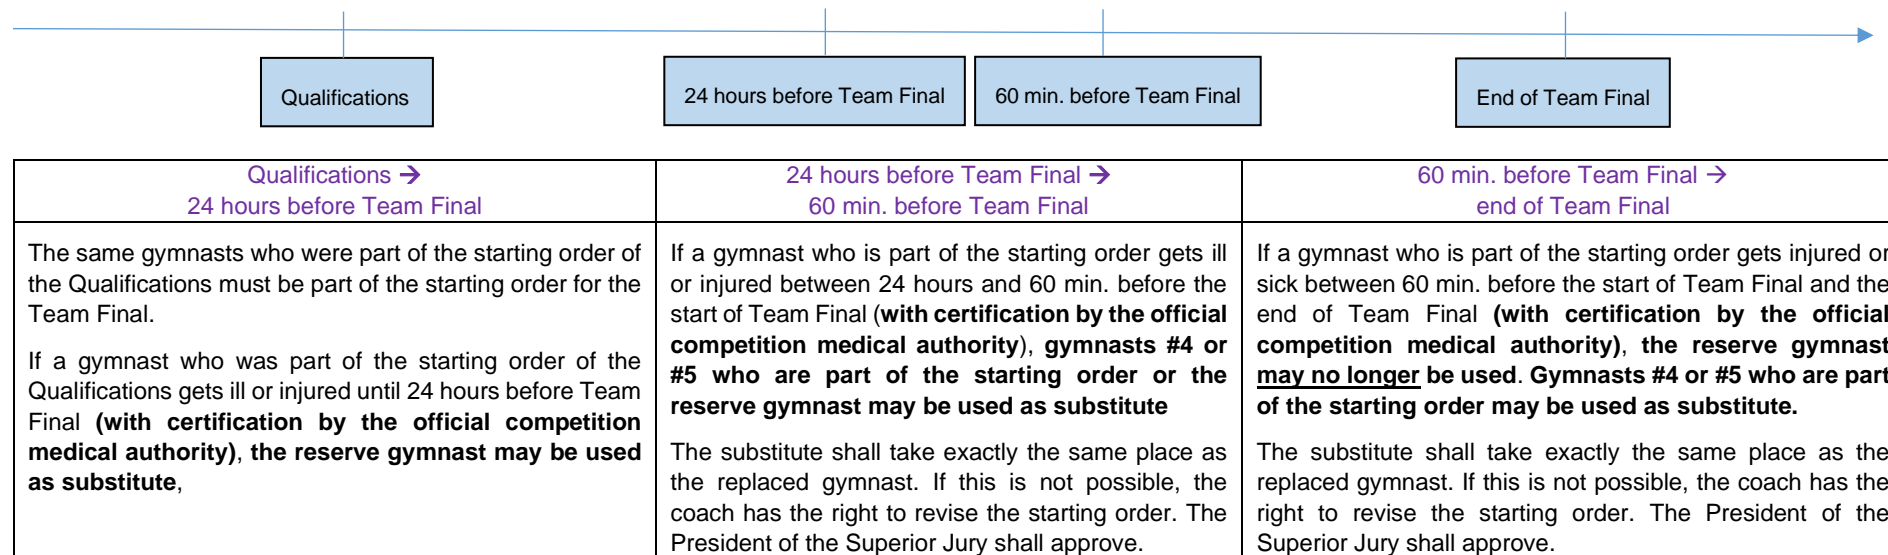 Qualifications
24 hours before Team Final
60 min. before Team Final
End of Team Final
Qualifications →
24 hours before Team Final
The same gymnasts who were part of the starting order of
the Qualifications must be part of the starting order for the
Team Final.
If a gymnast who was part of the starting order of the
Qualifications gets ill or injured until 24 hours before Team
Final (with certification by the official competition
medical authority), the reserve gymnast may be used
as substitute,
24 hours before Team Final →
60 min. before Team Final
If a gymnast who is part of the starting order gets ill
or injured between 24 hours and 60 min. before the
start of Team Final (with certification by the official
competition medical authority), gymnasts #4 or
#5 who are part of the starting order or the
reserve gymnast may be used as substitute
The substitute shall take exactly the same place as
the replaced gymnast. If this is not possible, the
coach has the right to revise the starting order. The
President of the Superior Jury shall approve.
60 min. before Team Final →
end of Team Final
If a gymnast who is part of the starting order gets injured or
sick between 60 min. before the start of Team Final and the
end of Team Final (with certification by the official
competition medical authority), the reserve gymnast
may no longer be used. Gymnasts #4 or #5 who are part
of the starting order may be used as substitute.
The substitute shall take exactly the same place as the
replaced gymnast. If this is not possible, the coach has the
right to revise the starting order. The President of the
Superior Jury shall approve.